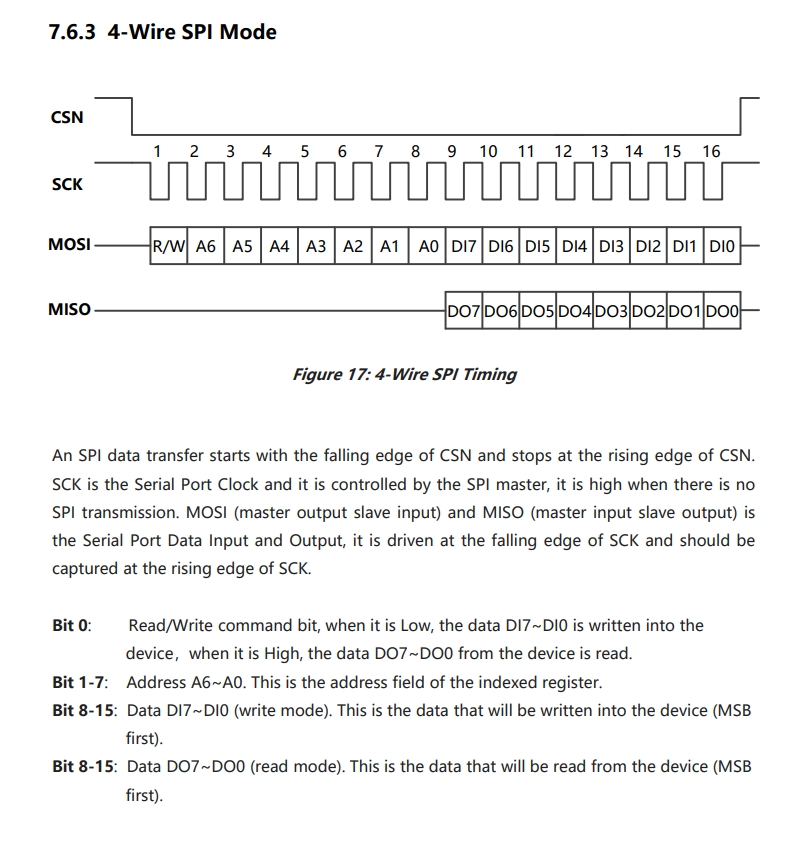 7.6.3 4-Wire SPI Mode
CSN
1 2 3 4 5 6 7 8 9 10 11 12 13 14 15 16
SCK
MOSI R/W A6 A5 A4 A3 A2 A1 A0 DI7 DI6 DI5 DI4 DI3 DI2 DI1 DI0
MISO DO7 DO6 DO5 DO4 DO3 DO2 DO1 DO0
Figure 17: 4-Wire SPI Timing
An SPI data transfer starts with the falling edge of CSN and stops at the rising edge of CSN.
SCK is the Serial Port Clock and it is controlled by the SPI master, it is high when there is no
SPI transmission. MOSI (master output slave input) and MISO (master input slave output) is
the Serial Port Data Input and Output, it is driven at the falling edge of SCK and should be
captured at the rising edge of SCK.
Bit 0: Read/Write command bit, when it is Low, the data DI7~DI0 is written into the
device，when it is High, the data DO7~DO0 from the device is read.
Bit 1-7: Address A6~A0. This is the address field of the indexed register.
Bit 8-15: Data DI7~DI0 (write mode). This is the data that will be written into the device (MSB
first).
Bit 8-15: Data DO7~DO0 (read mode). This is the data that will be read from the device (MSB
first).